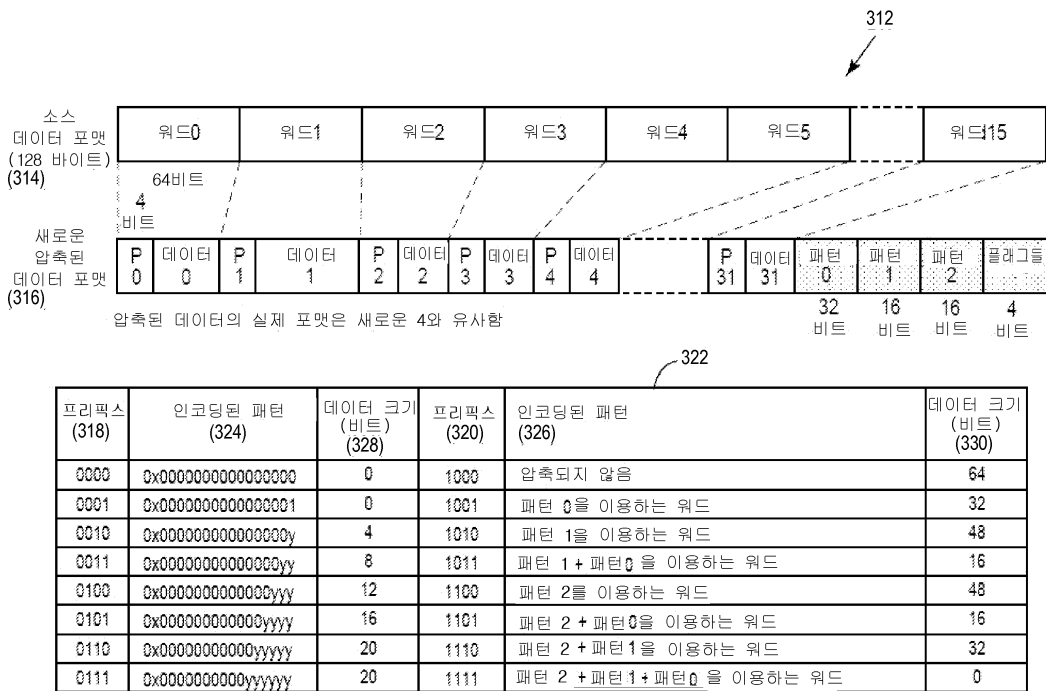 312
소스
데이터 포맷
(128 바이트)
(314)
워드0 워드1 워드2 워드3 워드4 워드5 워드l15
64비트
4
비트
새로운
압축된
데이터 포맷
(316)
P 0 데이터 0 P 1 데이터 1 P 2 데이터 2 P 3 데이터 3 P 4 데이터 4 P 31 데이터 31 패턴 0 패턴 1 패턴 2 플래그들
32 비트 16 비트 16 비트 4 비트
압축된 데이터의 실제 포맷은 새로운 4와 유사함
322
프리픽스 (318) 인코딩된 패턴 (324) 데이터 크기 (비트) (328) 프리픽스 (320) 인코딩된 패턴 (326) 데이터 크기 (비트) (330)
0000 0x0000000000000000 0 1000 압축되지 않음 64
0001 0x0000000000000001 0 1001 패턴 0을 이용하는 워드 32
0010 0x000000000000000y 4 1010 패턴 1을 이용하는 워드 48
0011 0x00000000000000yy 8 1011 패턴 1 + 패턴0 을 이용하는 워드 16
0100 0x0000000000000yyy 12 1100 패턴 2를 이용하는 워드 48
0101 0x000000000000yyyy 16 1101 패턴 2 + 패턴0을 이용하는 워드 16
0110 0x00000000000yyyyy 20 1110 패턴 2 + 패턴1을 이용하는 워드 32
0111 0x0000000000yyyyyy 20 1111 패턴 2 + 패턴 1 + 패턴0 을 이용하는 워드 0